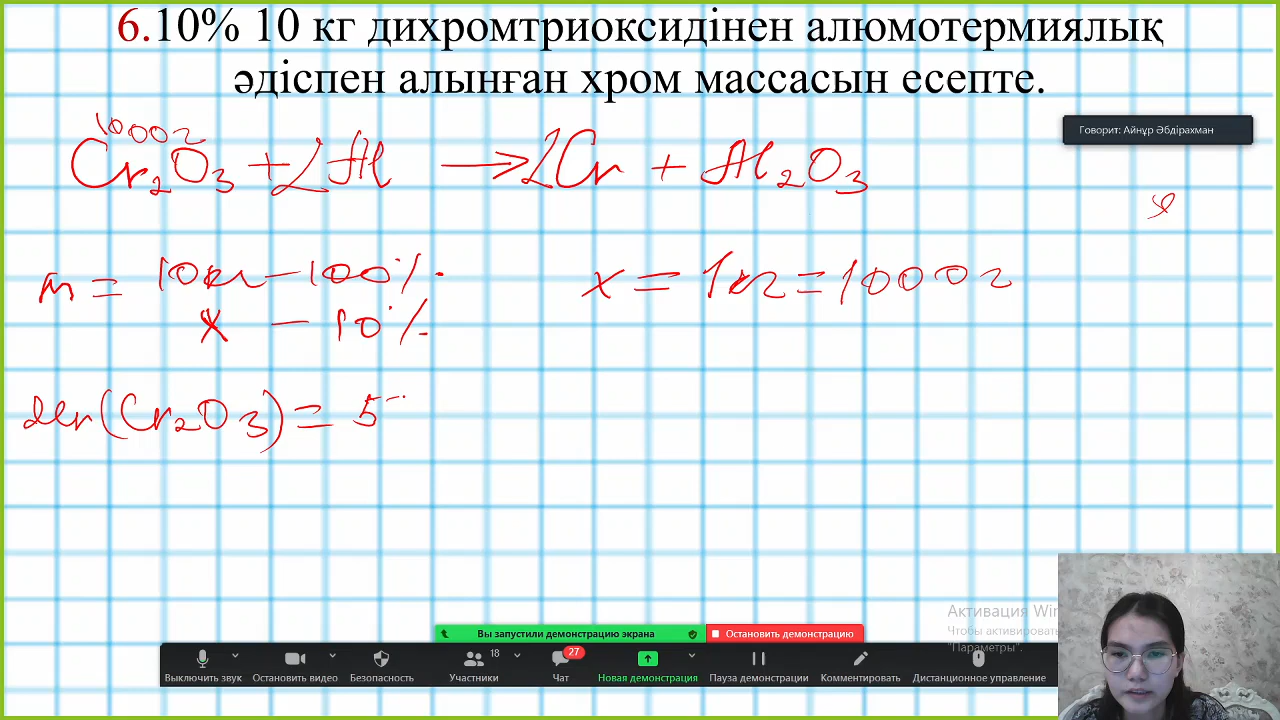 6.10% 10 кг дихромтриоксидінен алюмотермиялық
әдіспен алынған хром массасын есепте.
1000г
Cr2O3 + 2Al → 2Cr + Al2O3
Говорит: Айнұр Әбдірахман
m = 10кг — 100%
x — 10%
x = 1кг = 1000г
Mr(Cr2O3) = 5
Активация Win
Чтобы активировать
"Параметры".
Вы запустили демонстрацию экрана
Остановить демонстрацию
Выключить звук
Остановить видео
Безопасность
18
Участники
27
Чат
Новая демонстрация
Пауза демонстрации
Комментировать
Дистанционное управление